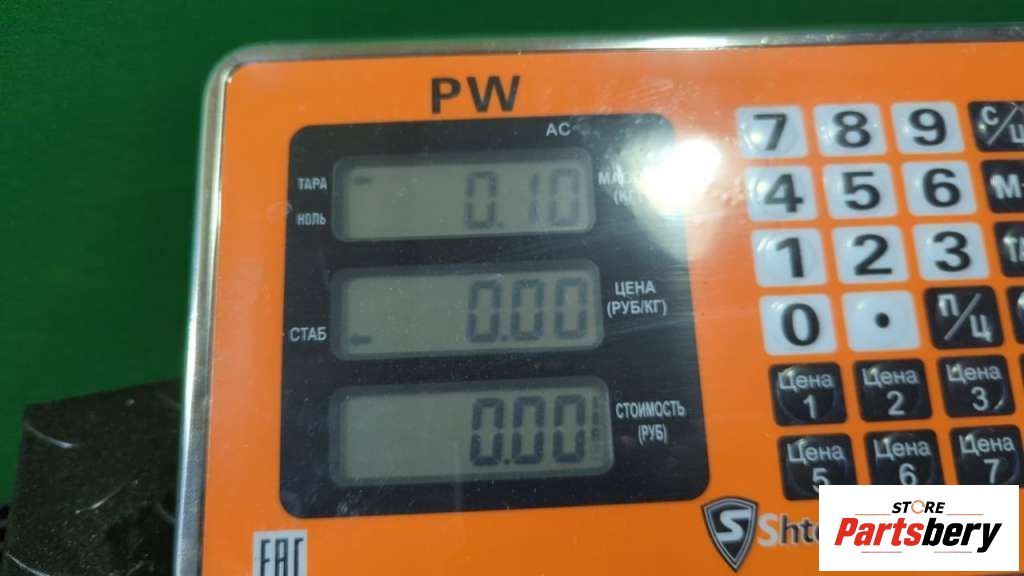 PW
AC
ТАРА
НОЛЬ
0.10
ЦЕНА
(РУБ/КГ)
СТАБ
0.00
СТОИМОСТЬ
(РУБ)
0.00
7 8 9 С/
4 5 6
1 2 3
0 . П/Ц
Цена 1 Цена 2 Цена 3
Цена 5 Цена 6 Цена 7
S
EAC
STORE
Partsbery